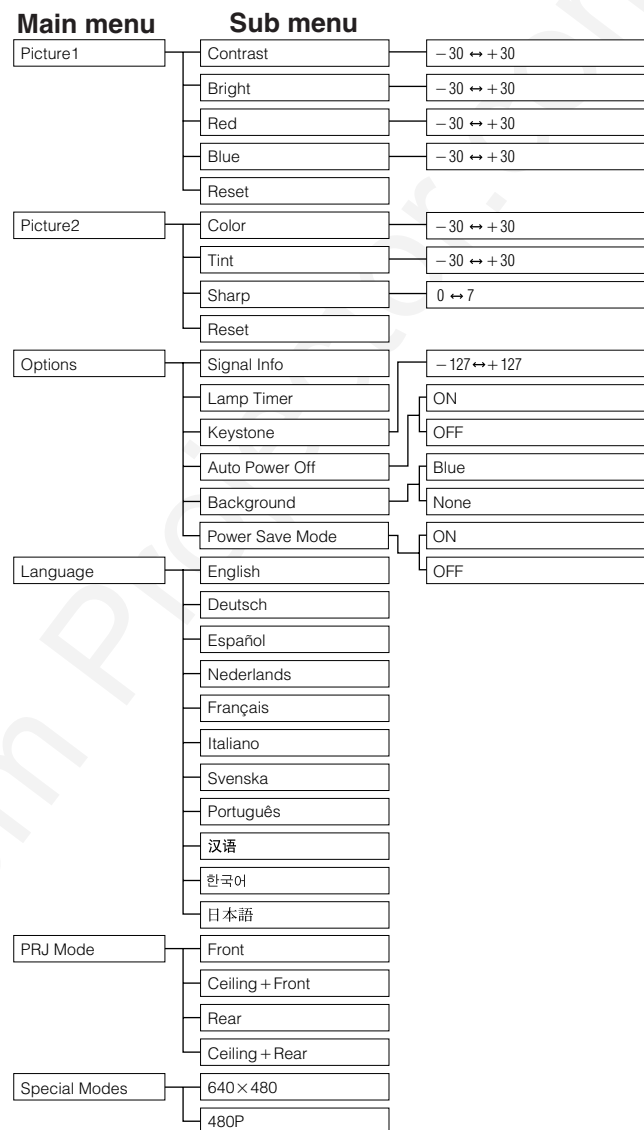 Main menu Sub menu
Picture1 Contrast −30 ↔ +30
Bright −30 ↔ +30
Red −30 ↔ +30
Blue −30 ↔ +30
Reset
Picture2 Color −30 ↔ +30
Tint −30 ↔ +30
Sharp 0 ↔ 7
Reset
Options Signal Info −127↔+127
Lamp Timer ON
Keystone OFF
Auto Power Off Blue
Background None
Power Save Mode ON
Language English OFF
Deutsch
Español
Nederlands
Français
Italiano
Svenska
Português
汉语
한국어
日本語
PRJ Mode Front
Ceiling+Front
Rear
Ceiling+Rear
Special Modes 640×480
480P